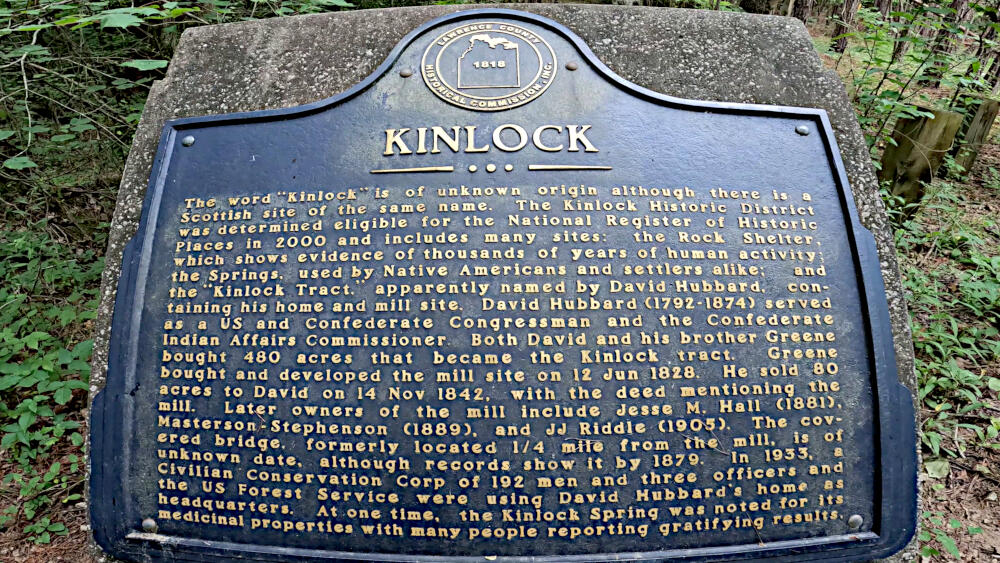 LAWRENCE COUNTY
1818
HISTORICAL COMMISSION, INC.
KINLOCK
The word "Kinlock" is of unknown origin although there is a
Scottish site of the same name. The Kinlock Historic District
was determined eligible for the National Register of Historic
Places in 2000 and includes many sites: the Rock Shelter,
which shows evidence of thousands of years of human activity;
the Springs, used by Native Americans and settlers alike; and
the "Kinlock Tract," apparently named by David Hubbard, con-
taining his home and mill site. David Hubbard (1792-1874) served
as a US and Confederate Congressman and the Confederate
Indian Affairs Commissioner. Both David and his brother Greene
bought 480 acres that became the Kinlock tract. Greene
bought and developed the mill site on 12 Jun 1828. He sold 80
acres to David on 14 Nov 1842, with the deed mentioning the
mill. Later owners of the mill include Jesse M. Hall (1881),
Masterson-Stephenson (1889), and JJ Riddle (1905). The cov-
ered bridge, formerly located 1/4 mile from the mill, is of
unknown date, although records show it by 1879. In 1933, a
Civilian Conservation Corp of 192 men and three officers and
the US Forest Service were using David Hubbard's home as
headquarters. At one time, the Kinlock Spring was noted for its
medicinal properties with many people reporting gratifying results.